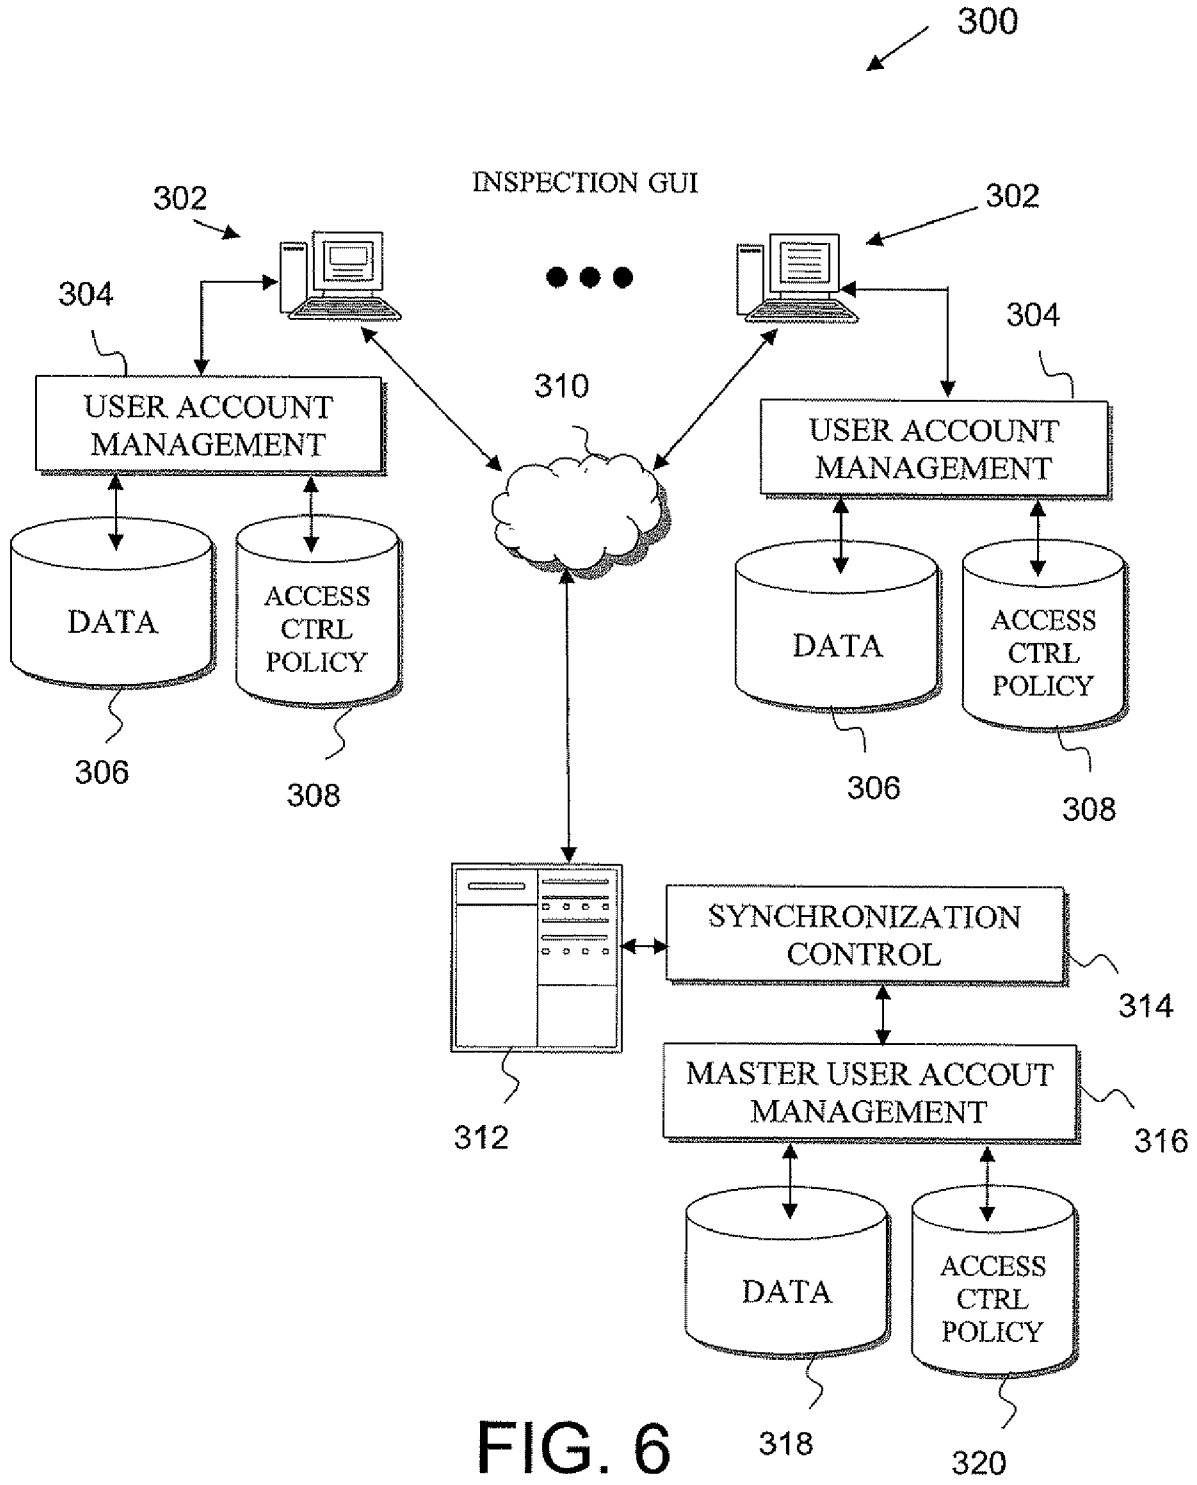 300
INSPECTION GUI
302
302
304
304
310
USER ACCOUNT
MANAGEMENT
USER ACCOUNT
MANAGEMENT
DATA
ACCESS
CTRL
POLICY
DATA
ACCESS
CTRL
POLICY
306
308
306
308
SYNCHRONIZATION
CONTROL
314
MASTER USER ACCOUT
MANAGEMENT
312
316
DATA
ACCESS
CTRL
POLICY
318
320
FIG. 6